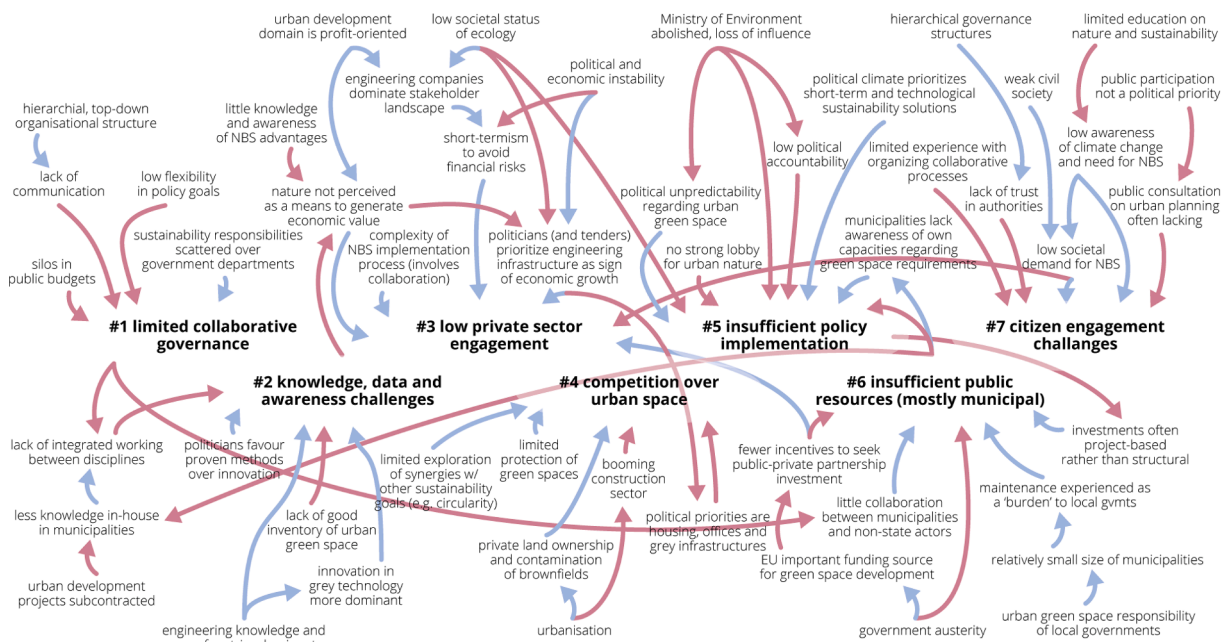 urban development
domain is profit-oriented
low societal status
of ecology
Ministry of Environment
abolished, loss of influence
hierarchical governance
structures
limited education on
nature and sustainability
political and
economic instability
engineering companies
dominate stakeholder
landscape
political climate prioritizes
short-term and technological
sustainability solutions
weak civil
society
public participation
not a political priority
hierarchial, top-down
organisational structure
little knowledge
and awareness
of NBS advantages
short-termism
to avoid
financial risks
low political
accountability
limited experience with
organizing collaborative
processes
low awareness
of climate change
and need for NBS
lack of
communication
low flexibility
in policy goals
nature not perceived
as a means to generate
economic value
political unpredictability
regarding urban
green space
lack of trust
in authorities
public consultation
on urban planning
often lacking
sustainability responsibilities
scattered over
government departments
complexity of
NBS implementation
process (involves
collaboration)
politicians (and tenders)
prioritize engineering
infrastructure as sign
of economic growth
no strong lobby
for urban nature
municipalities lack
awareness of own
capacities regarding
green space requirements
low societal
demand for NBS
silos in
public budgets
#1 limited collaborative
governance
#3 low private sector
engagement
#5 insufficient policy
implementation
#7 citizen engagement
challanges
#2 knowledge, data and
awareness challenges
#4 competition over
urban space
#6 insufficient public
resources (mostly municipal)
lack of integrated working
between disciplines
politicians favour
proven methods
over innovation
limited exploration
of synergies w/
other sustainability
goals (e.g. circularity)
limited
protection of
green spaces
booming
construction
sector
fewer incentives to seek
public-private partnership
investment
investments often
project-based
rather than structural
less knowledge in-house
in municipalities
lack of good
inventory of urban
green space
political priorities are
housing, offices and
grey infrastructures
little collaboration
between municipalities
and non-state actors
maintenance experienced as
a 'burden' to local gvmts
private land ownership
and contamination
of brownfields
EU important funding source
for green space development
relatively small size of municipalities
urban development
projects subcontracted
innovation in
grey technology
more dominant
engineering knowledge and
urbanisation
government austerity
urban green space responsibility
of local governments